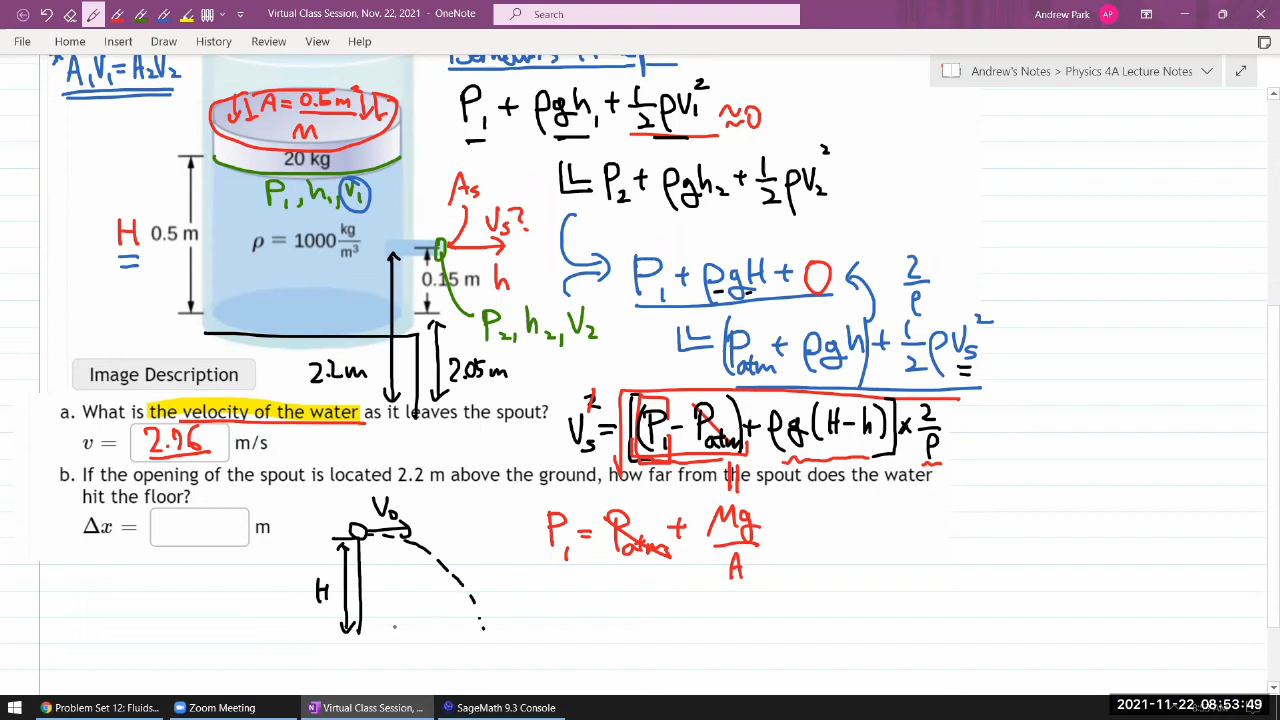 Virtual Class Session, Nov. 22, 2021 - OneNote
Search
Andrew Park
AP
File
Home
Insert
Draw
History
Review
View
Help
Andrew's Notes › Physics 4A Lecture Notes
*A₁V₁=A₂V₂
A = 0.5m²
M
20 kg
P₁, h₁, V₁
H
0.5 m
ρ = 1000 kg/m³
As
Vs?
0.15 m
h
P₂, h₂, V₂
2.2m
2.05m
P₁ + ρgh₁ + ½ρV₁² ≈0
P₂ + ρgh₂ + ½ρV₂²
P₁ + ρgH + 0
2/ρ
(Patm + ρgh) + ½ρVs²
Vs² = [(P₁ − Patm) + ρg(H−h)] × 2/ρ
Image Description
a. What is the velocity of the water as it leaves the spout?
v = 2.96 m/s
b. If the opening of the spout is located 2.2 m above the ground, how far from the spout does the water
hit the floor?
Δx = m
V₀
H
P₁ = Patm + Mg/A
Problem Set 12: Fluids...
Zoom Meeting
Virtual Class Session...
SageMath 9.3 Console
2021-11-22 08:53:49